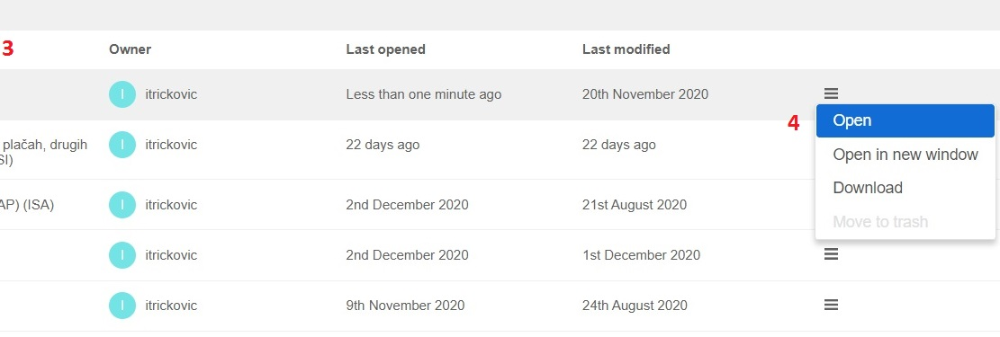 3
Owner Last opened Last modified
I itrickovic Less than one minute ago 20th November 2020
4
Open
plačah, drugih
SI)
I itrickovic 22 days ago 22 days ago
Open in new window
Download
AP) (ISA) I itrickovic 2nd December 2020 21st August 2020
Move to trash
I itrickovic 2nd December 2020 1st December 2020
I itrickovic 9th November 2020 24th August 2020